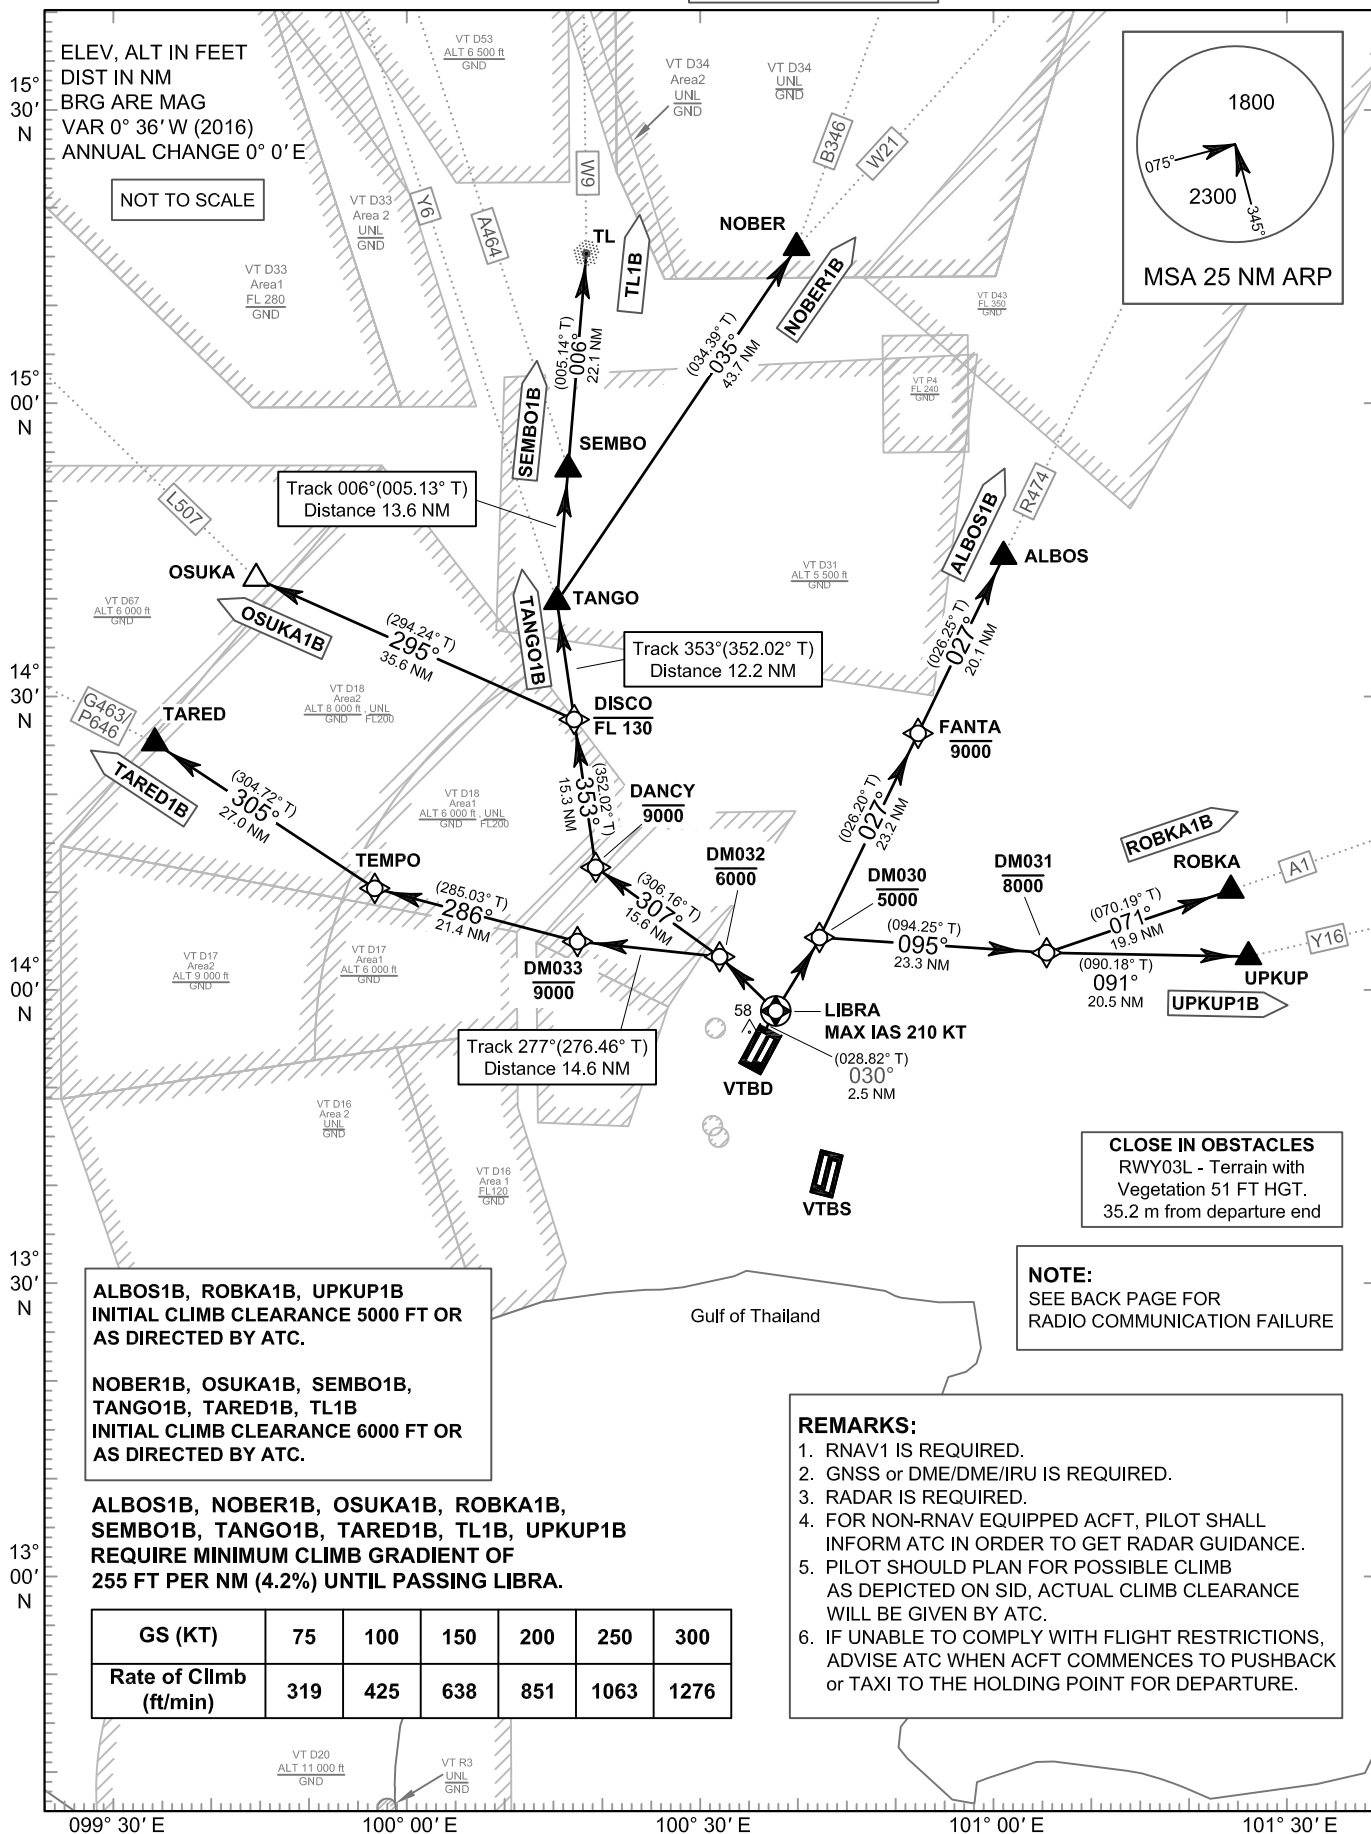 ELEV, ALT IN FEET
DIST IN NM
BRG ARE MAG
VAR 0° 36' W (2016)
ANNUAL CHANGE 0° 0' E
NOT TO SCALE
VT D53
ALT 6 500 ft
GND
VT D34
Area2
UNL
GND
VT D34
UNL
GND
1800
075°
2300
345°
MSA 25 NM ARP
15°
30'
N
VT D33
Area 2
UNL
GND
VT D33
Area1
FL 280
GND
Y6
A464
W9
B346
W21
TL
TL1B
NOBER
NOBER1B
VT D43
FL 350
GND
(005.14° T)
006°
22.1 NM
(034.39° T)
035°
43.7 NM
VT P4
FL 240
GND
15°
00'
N
SEMBO1B
SEMBO
Track 006°(005.13° T)
Distance 13.6 NM
L507
R474
ALBOS1B
ALBOS
OSUKA
OSUKA1B
VT D67
ALT 6 000 ft
GND
(294.24° T)
295°
35.6 NM
TANGO
TANGO1B
VT D31
ALT 5 500 ft
GND
Track 353°(352.02° T)
Distance 12.2 NM
(026.25° T)
027°
20.1 NM
14°
30'
N
G463/
P646
TARED
TARED1B
VT D18
Area2
ALT 8 000 ft , UNL
GND FL200
DISCO
FL 130
FANTA
9000
(304.72° T)
305°
27.0 NM
VT D18
Area1
ALT 6 000 ft , UNL
GND FL200
(352.02° T)
353°
15.3 NM
DANCY
9000
(026.20° T)
027°
23.2 NM
TEMPO
DM032
6000
DM030
5000
DM031
8000
ROBKA1B
ROBKA
A1
(285.03° T)
286°
21.4 NM
(306.16° T)
307°
15.6 NM
(094.25° T)
095°
23.3 NM
(070.19° T)
071°
19.9 NM
Y16
(090.18° T)
091°
20.5 NM
UPKUP
UPKUP1B
14°
00'
N
VT D17
Area2
ALT 9 000 ft
GND
VT D17
Area1
ALT 6 000 ft
GND
DM033
9000
58
LIBRA
MAX IAS 210 KT
(028.82° T)
030°
2.5 NM
Track 277°(276.46° T)
Distance 14.6 NM
VTBD
VT D16
Area 2
UNL
GND
VT D16
Area 1
FL120
GND
VTBS
CLOSE IN OBSTACLES
RWY03L - Terrain with
Vegetation 51 FT HGT.
35.2 m from departure end
13°
30'
N
ALBOS1B, ROBKA1B, UPKUP1B
INITIAL CLIMB CLEARANCE 5000 FT OR
AS DIRECTED BY ATC.
NOBER1B, OSUKA1B, SEMBO1B,
TANGO1B, TARED1B, TL1B
INITIAL CLIMB CLEARANCE 6000 FT OR
AS DIRECTED BY ATC.
Gulf of Thailand
NOTE:
SEE BACK PAGE FOR
RADIO COMMUNICATION FAILURE
ALBOS1B, NOBER1B, OSUKA1B, ROBKA1B,
SEMBO1B, TANGO1B, TARED1B, TL1B, UPKUP1B
REQUIRE MINIMUM CLIMB GRADIENT OF
255 FT PER NM (4.2%) UNTIL PASSING LIBRA.
13°
00'
N
REMARKS:
1. RNAV1 IS REQUIRED.
2. GNSS or DME/DME/IRU IS REQUIRED.
3. RADAR IS REQUIRED.
4. FOR NON-RNAV EQUIPPED ACFT, PILOT SHALL
INFORM ATC IN ORDER TO GET RADAR GUIDANCE.
5. PILOT SHOULD PLAN FOR POSSIBLE CLIMB
AS DEPICTED ON SID, ACTUAL CLIMB CLEARANCE
WILL BE GIVEN BY ATC.
6. IF UNABLE TO COMPLY WITH FLIGHT RESTRICTIONS,
ADVISE ATC WHEN ACFT COMMENCES TO PUSHBACK
or TAXI TO THE HOLDING POINT FOR DEPARTURE.
GS (KT) 75 100 150 200 250 300
Rate of Climb
(ft/min) 319 425 638 851 1063 1276
VT D20
ALT 11 000 ft
GND
VT R3
UNL
GND
099° 30' E 100° 00' E 100° 30' E 101° 00' E 101° 30' E